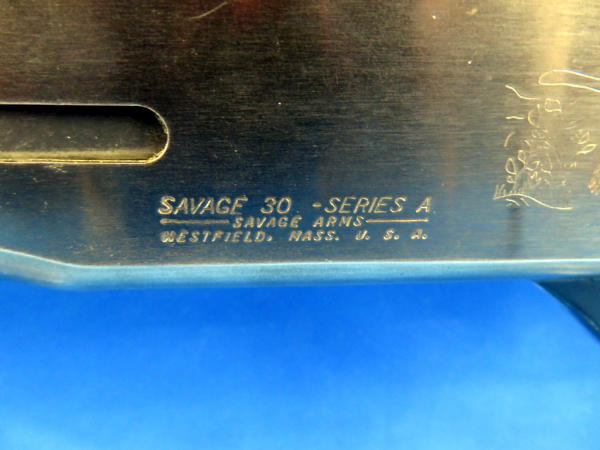 SAVAGE 30 - SERIES A
SAVAGE ARMS
WESTFIELD, MASS. U. S. A.